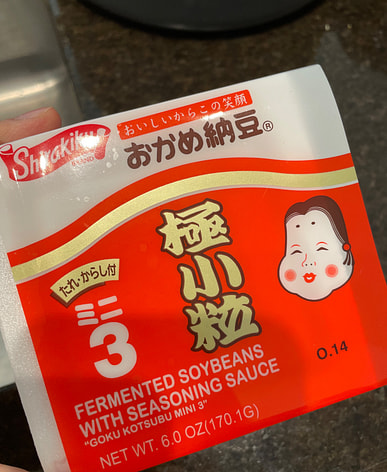 おいしいからこの笑顔
Shirakiku
BRAND
おかめ納豆®
極小粒
たれ・からし付
ミニ
3
O.14
FERMENTED SOYBEANS
WITH SEASONING SAUCE
"GOKU KOTSUBU MINI 3"
NET WT. 6.0 OZ(170.1G)